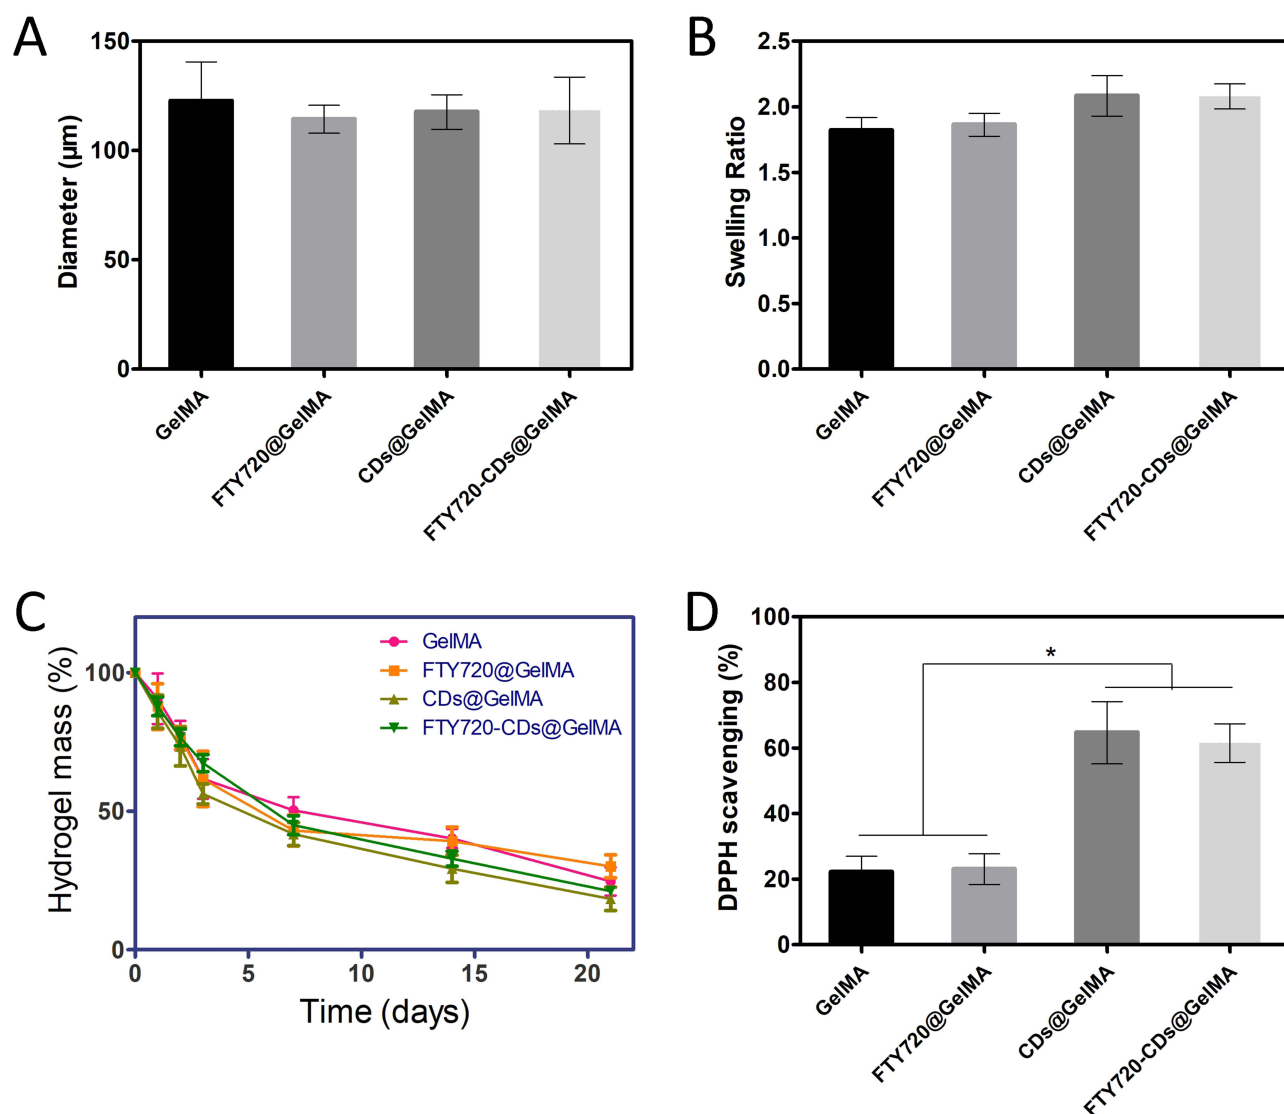 A
Diameter (µm)
150
100
50
0
GelMA
FTY720@GelMA
CDs@GelMA
FTY720-CDs@GelMA
B
Swelling Ratio
2.5
2.0
1.5
1.0
0.5
0.0
GelMA
FTY720@GelMA
CDs@GelMA
FTY720-CDs@GelMA
C
Hydrogel mass (%)
100
50
0
GelMA
FTY720@GelMA
CDs@GelMA
FTY720-CDs@GelMA
0 5 10 15 20
Time (days)
D
DPPH scavenging (%)
100
80
60
40
20
0
*
GelMA
FTY720@GelMA
CDs@GelMA
FTY720-CDs@GelMA